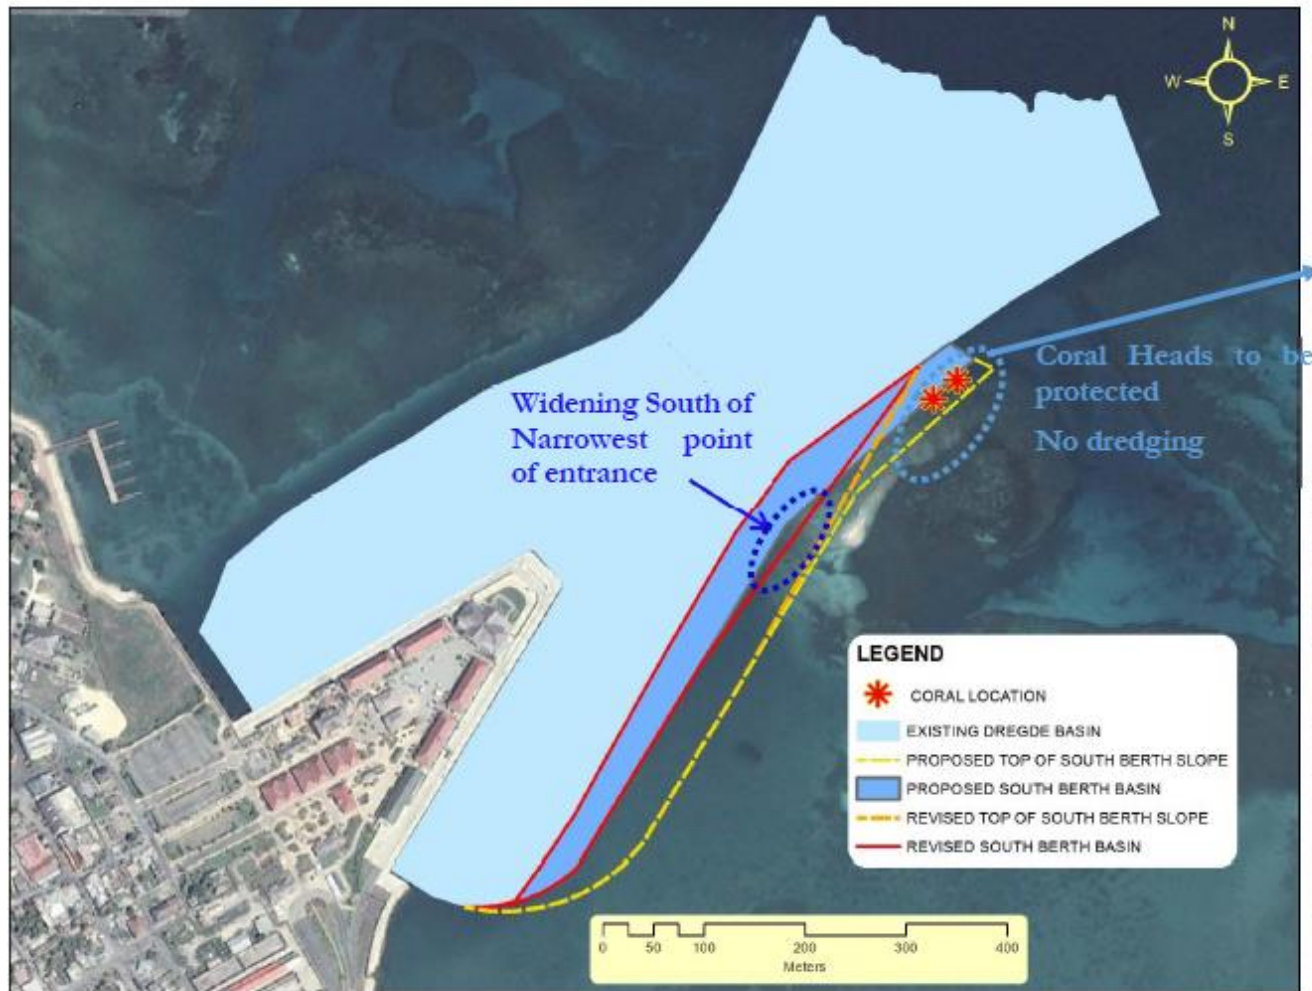 N
W E
S
Coral Heads to be
protected
No dredging
Widening South of
Narrowest point
of entrance
LEGEND
CORAL LOCATION
EXISTING DREGDE BASIN
PROPOSED TOP OF SOUTH BERTH SLOPE
PROPOSED SOUTH BERTH BASIN
REVISED TOP OF SOUTH BERTH SLOPE
REVISED SOUTH BERTH BASIN
0 50 100 200 300 400
Meters